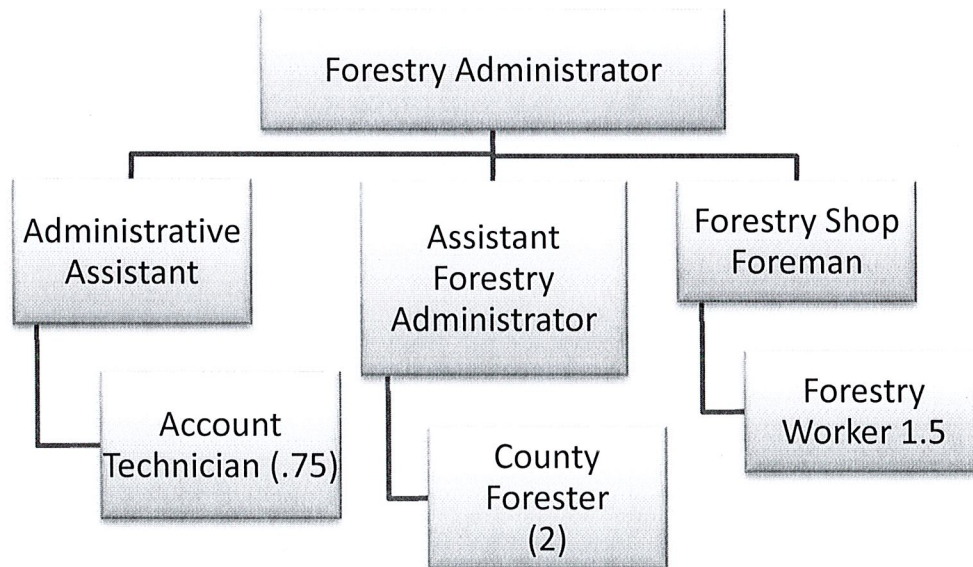 Forestry Administrator
Administrative
Assistant
Account
Technician (.75)
Assistant
Forestry
Administrator
County
Forester
(2)
Forestry Shop
Foreman
Forestry
Worker 1.5